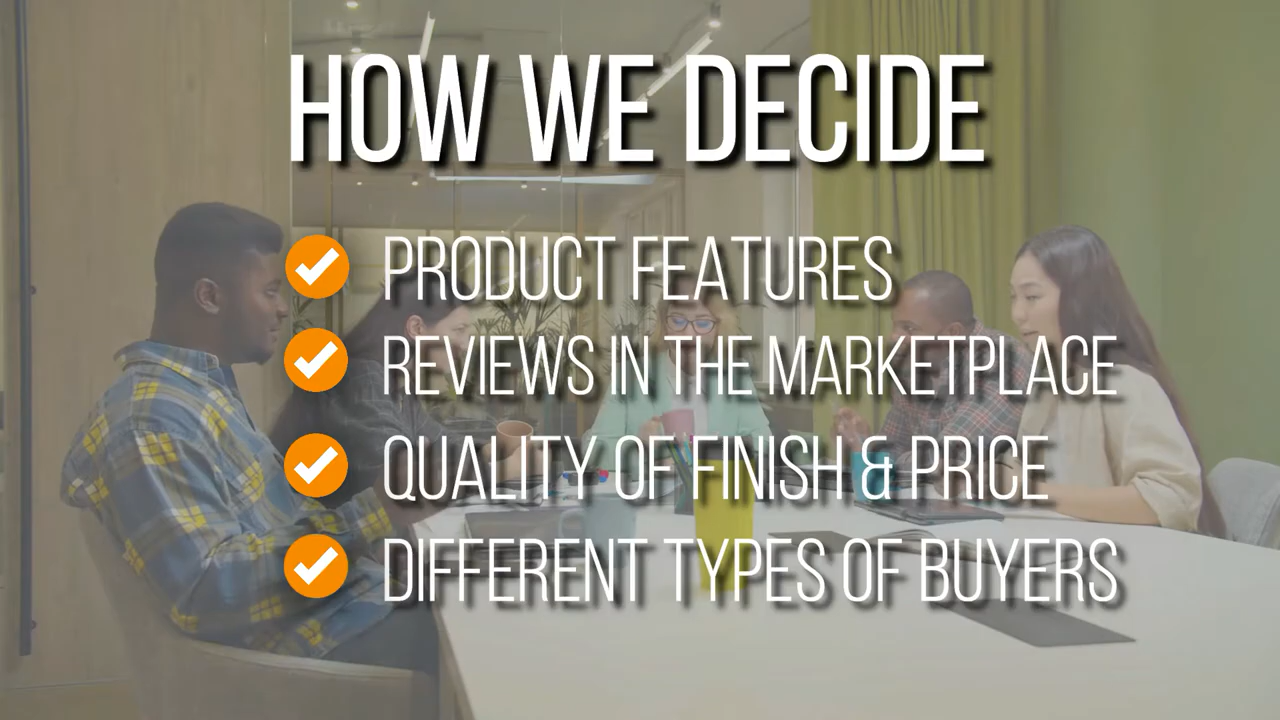 HOW WE DECIDE
PRODUCT FEATURES
REVIEWS IN THE MARKETPLACE
QUALITY OF FINISH & PRICE
DIFFERENT TYPES OF BUYERS